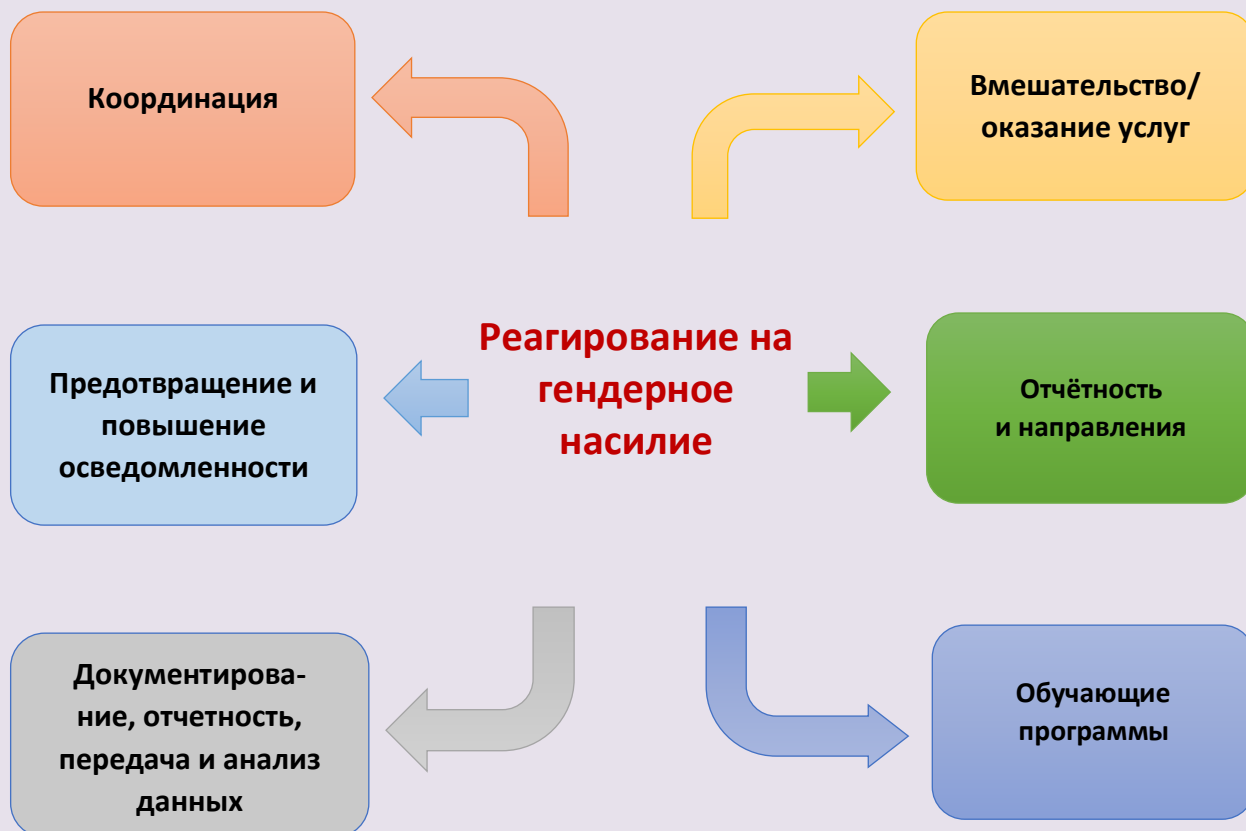 Координация
Вмешательство/
оказание услуг
Реагирование на
гендерное
насилие
Предотвращение и
повышение
осведомленности
Отчётность
и направления
Документирова-
ние, отчетность,
передача и анализ
данных
Обучающие
программы